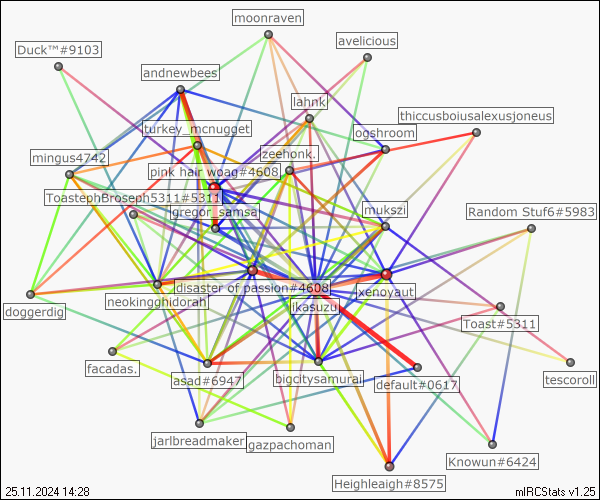 moonraven
avelicious
Duck™#9103
andnewbees
lahnk
thiccusboiusalexusjoneus
turkey_mcnugget
ogshroom
zeehonk.
mingus4742
pink hair woag#4608
ToastephBroseph5311#5311
gregor_samsa
mukszi
Random Stuf6#5983
disaster of passion#4608
jxenoyaut
neokingghidorah
ikasuzu
doggerdig
Toast#5311
facadas.
asad#6947
bigcitysamurai
default#0617
tescoroll
jarlbreadmaker
gazpachoman
Knowun#6424
Heighleaigh#8575
25.11.2024 14:28
mIRCStats v1.25